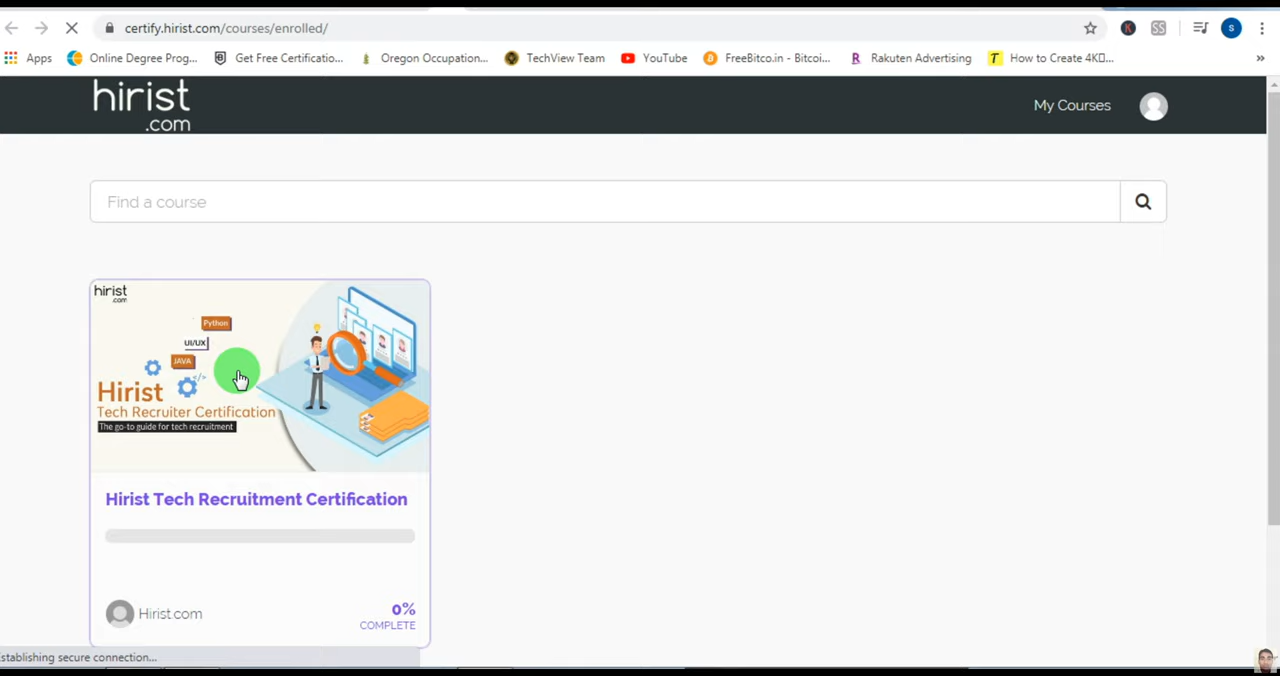 certify.hirist.com/courses/enrolled/
K
SS
s
Apps
Online Degree Prog...
Get Free Certificatio...
Oregon Occupation...
TechView Team
YouTube
FreeBitco.in - Bitcoi...
R
Rakuten Advertising
T
How to Create 4K...
»
hirist
.com
My Courses
Find a course
hirist
.com
Python
UI/UX
JAVA
</>
Hirist
Tech Recruiter Certification
The go-to guide for tech recruitment
Hirist Tech Recruitment Certification
Hirist.com
0%
COMPLETE
stablishing secure connection...